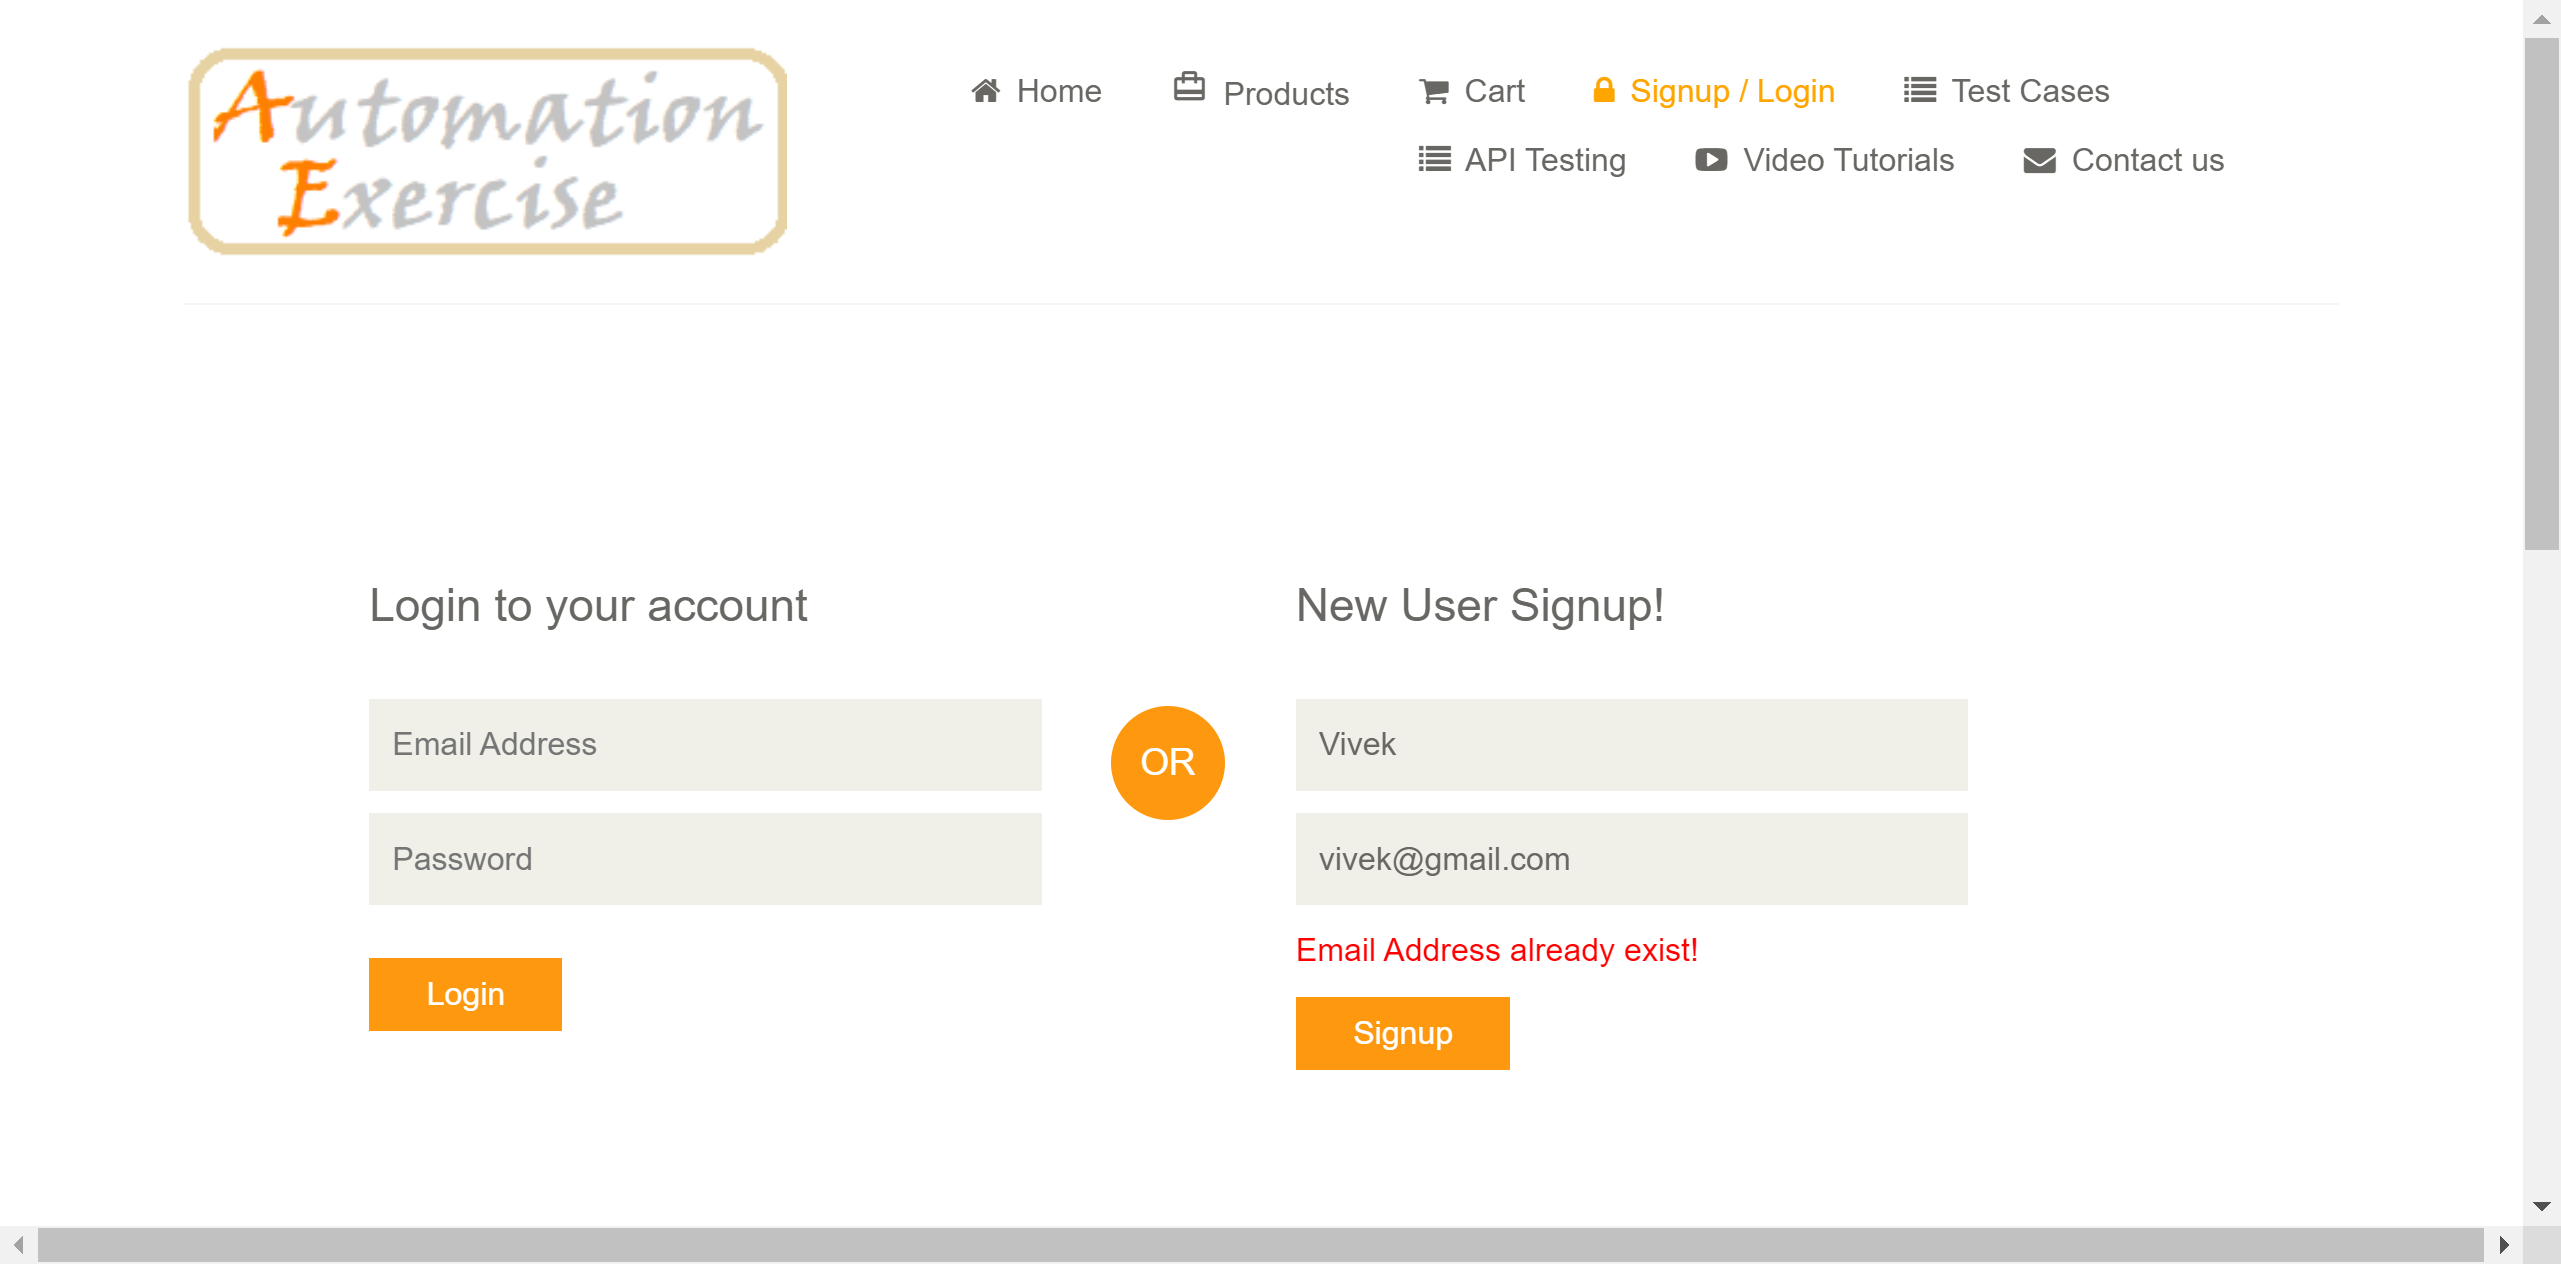 Automation
Exercise
Home
Products
Cart
Signup / Login
Test Cases
API Testing
Video Tutorials
Contact us
Login to your account
Email Address
Password
Login
OR
New User Signup!
Vivek
vivek@gmail.com
Email Address already exist!
Signup